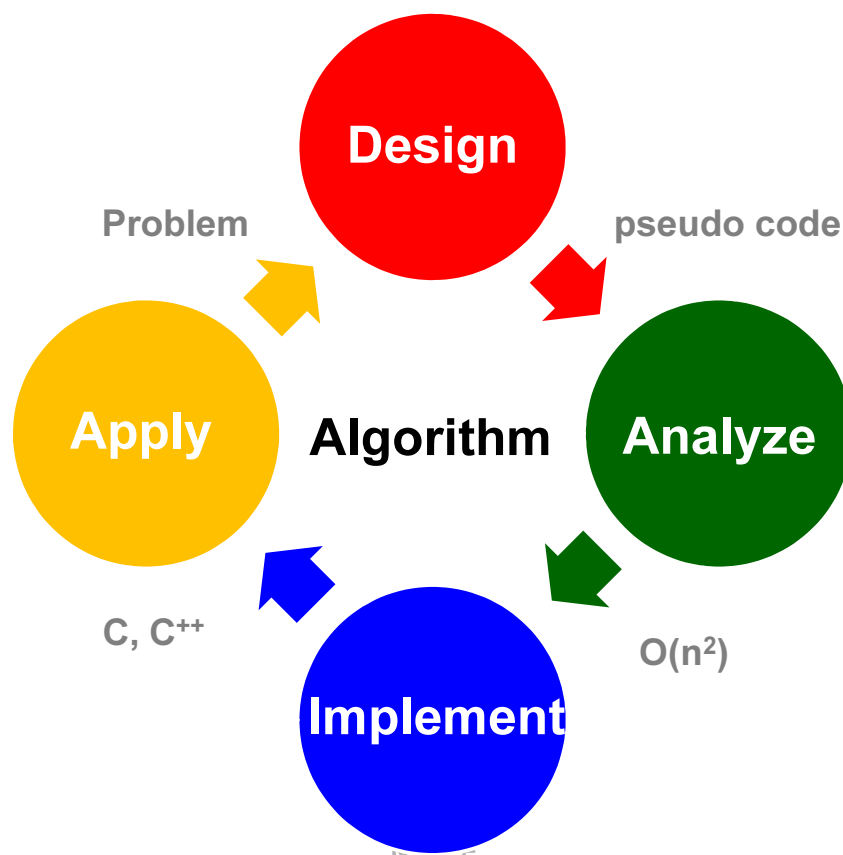 Design
Problem
pseudo code
Apply
Algorithm
Analyze
C, C⁺⁺
O(n²)
Implement